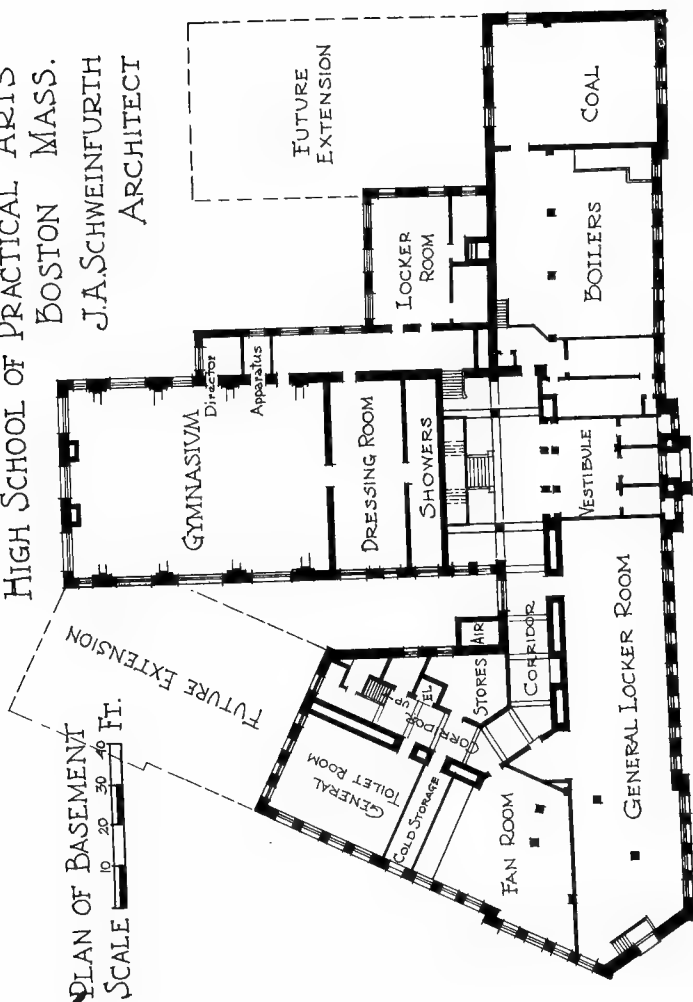 HIGH SCHOOL OF PRACTICAL ARTS
BOSTON MASS.
J.A.SCHWEINFURTH
ARCHITECT
PLAN OF BASEMENT
SCALE
10 20 30 40 FT.
FUTURE
EXTENSION
COAL
LOCKER
ROOM
BOILERS
Director
Apparatus
GYMNASIVM
DRESSING ROOM
SHOWERS
VESTIBULE
FUTURE EXTENSION
AIR
CORRIDOR
STORES
EL
UP
CORRIDOR
GENERAL
TOILET ROOM
COLD STORAGE
FAN ROOM
GENERAL LOCKER ROOM